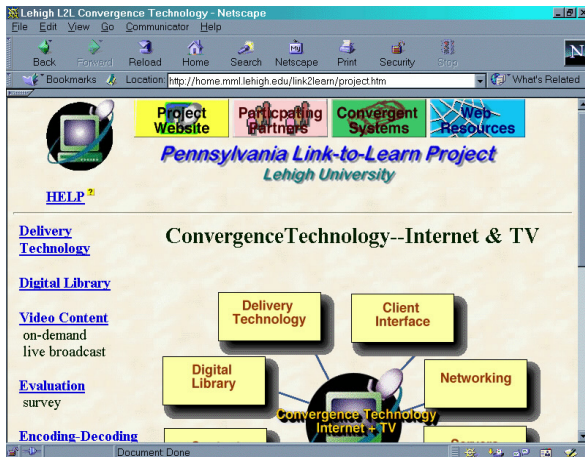 Lehigh L2L Convergence Technology - Netscape
File Edit View Go Communicator Help
Back Forward Reload Home Search Netscape Print Security Stop
Bookmarks Location: http://home.mml.lehigh.edu/link2learn/project.htm What's Related
Project Website
Particpating Partners
Convergent Systems
Web Resources
Pennsylvania Link-to-Learn Project
Lehigh University
HELP ?
Delivery
Technology
ConvergenceTechnology--Internet & TV
Digital Library
Video Content
on-demand
live broadcast
Evaluation
survey
Encoding-Decoding
Delivery
Technology
Client
Interface
Digital
Library
Networking
Convergence Technology
Internet + TV
Servers
Document: Done